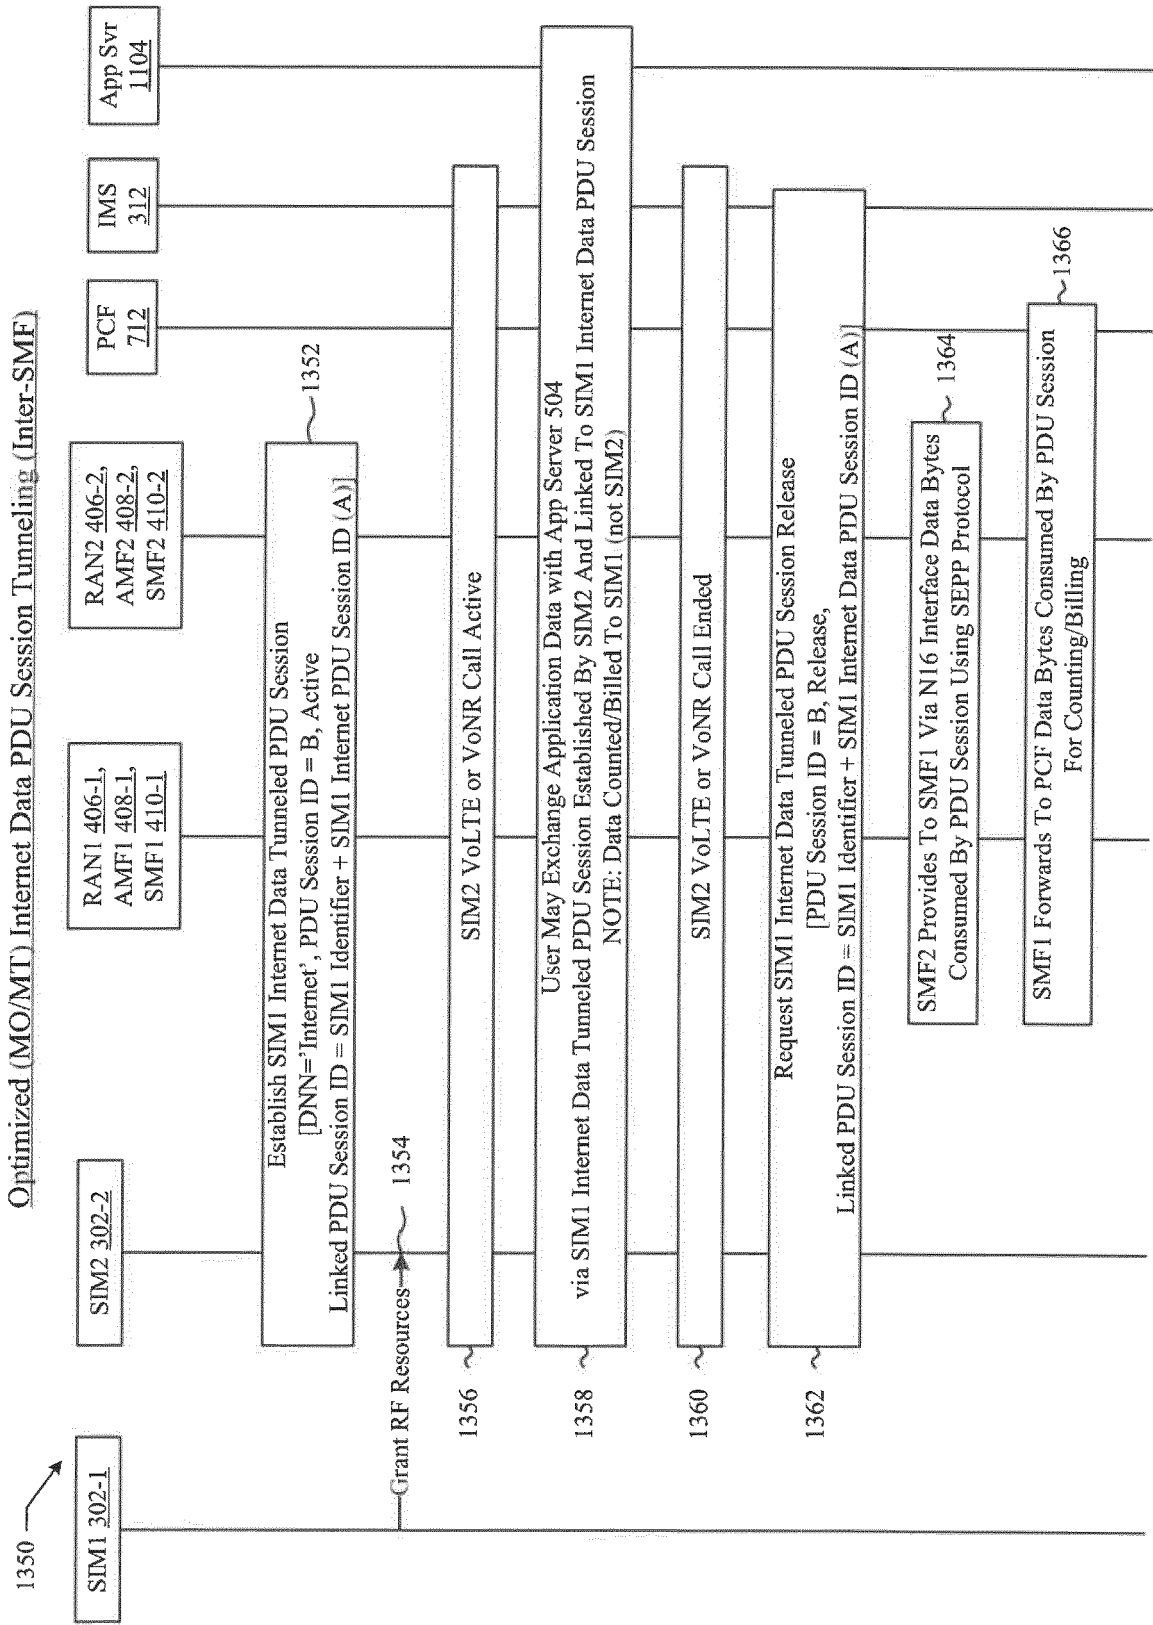 Optimized (MO/MT) Internet Data PDU Session Tunneling (Inter-SMF)
1350
SIM1 302-1
SIM2 302-2
RAN1 406-1,
AMF1 408-1,
SMF1 410-1
RAN2 406-2,
AMF2 408-2,
SMF2 410-2
PCF
712
IMS
312
App Svr
1104
Establish SIM1 Internet Data Tunneled PDU Session
[DNN='Internet', PDU Session ID = B, Active
Linked PDU Session ID = SIM1 Identifier + SIM1 Internet PDU Session ID (A)]
1352
Grant RF Resources
1354
SIM2 VoLTE or VoNR Call Active
1356
User May Exchange Application Data with App Server 504
via SIM1 Internet Data Tunneled PDU Session Established By SIM2 And Linked To SIM1 Internet Data PDU Session
NOTE: Data Counted/Billed To SIM1 (not SIM2)
1358
SIM2 VoLTE or VoNR Call Ended
1360
Request SIM1 Internet Data Tunneled PDU Session Release
[PDU Session ID = B, Release,
Linked PDU Session ID = SIM1 Identifier + SIM1 Internet Data PDU Session ID (A)]
1362
SMF2 Provides To SMF1 Via N16 Interface Data Bytes
Consumed By PDU Session Using SEPP Protocol
1364
SMF1 Forwards To PCF Data Bytes Consumed By PDU Session
For Counting/Billing
1366